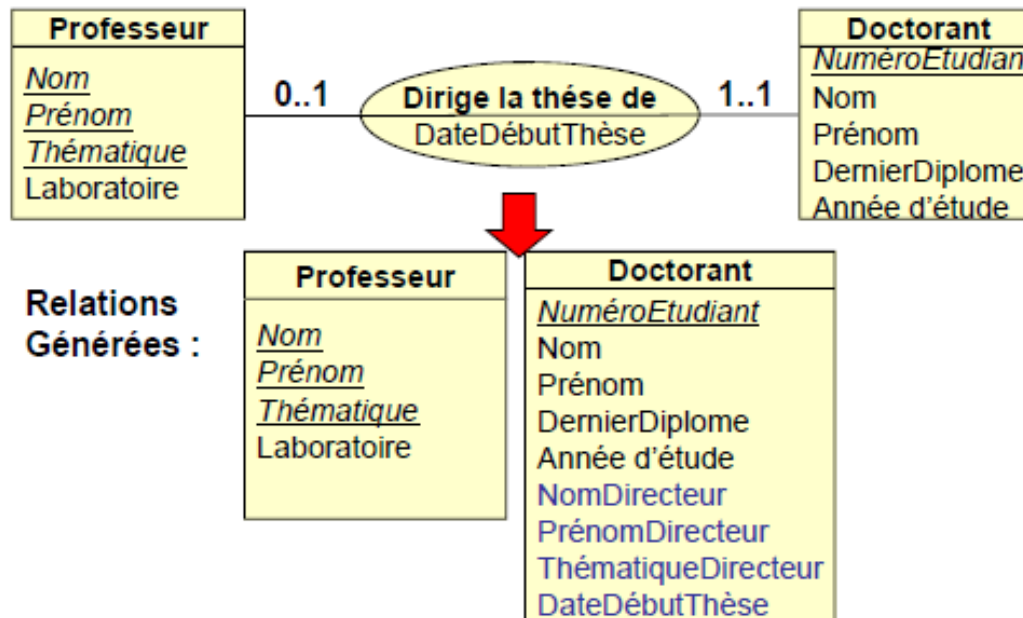 Professeur
Nom
Prénom
Thématique
Laboratoire
0..1
Dirige la thése de
DateDébutThèse
1..1
Doctorant
NuméroEtudian
Nom
Prénom
DernierDiplome
Année d'étude
Relations
Générées :
Professeur
Nom
Prénom
Thématique
Laboratoire
Doctorant
NuméroEtudiant
Nom
Prénom
DernierDiplome
Année d'étude
NomDirecteur
PrénomDirecteur
ThématiqueDirecteur
DateDébutThèse